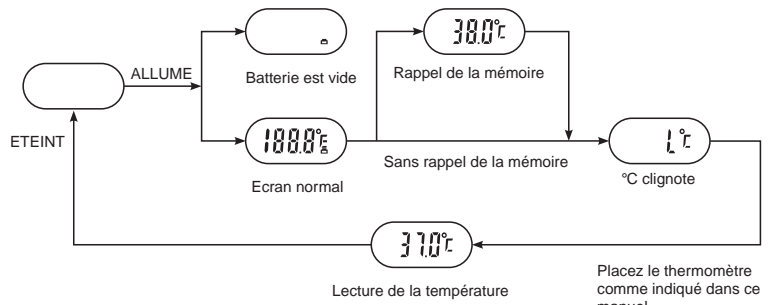 38.0°C
ALLUME
Batterie est vide
Rappel de la mémoire
ETEINT
188.8°C
L °C
Sans rappel de la mémoire
Ecran normal
°C clignote
37.0°C
Placez le thermomètre
comme indiqué dans ce
Lecture de la température